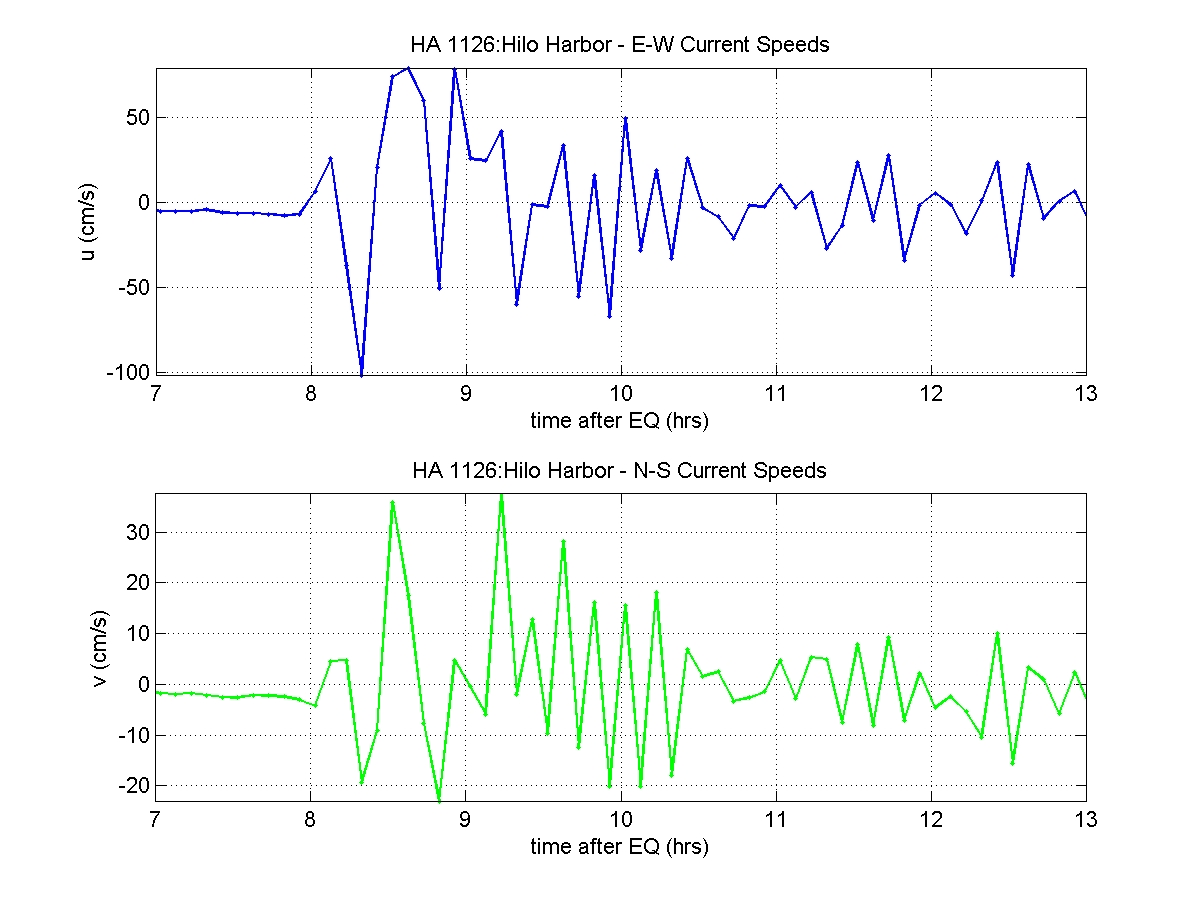 HA 1126:Hilo Harbor - E-W Current Speeds
50
0
-50
-100
u (cm/s)
7 8 9 10 11 12 13
time after EQ (hrs)
HA 1126:Hilo Harbor - N-S Current Speeds
30
20
10
0
-10
-20
v (cm/s)
7 8 9 10 11 12 13
time after EQ (hrs)